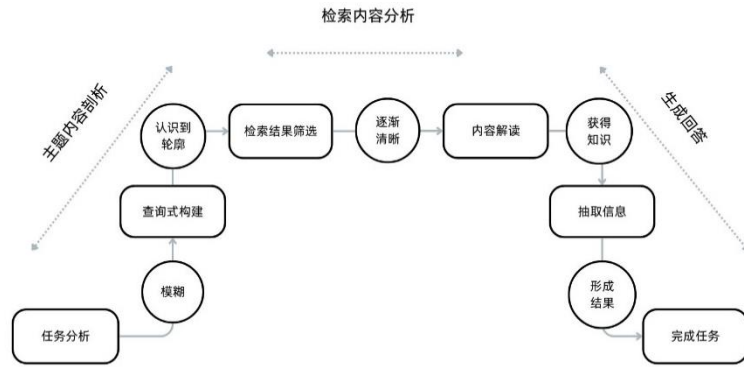 检索内容分析
主题内容剖析
生成回答
认识到
轮廓
检索结果筛选
逐渐
清晰
内容解读
获得
知识
查询式构建
抽取信息
模糊
形成
结果
任务分析
完成任务